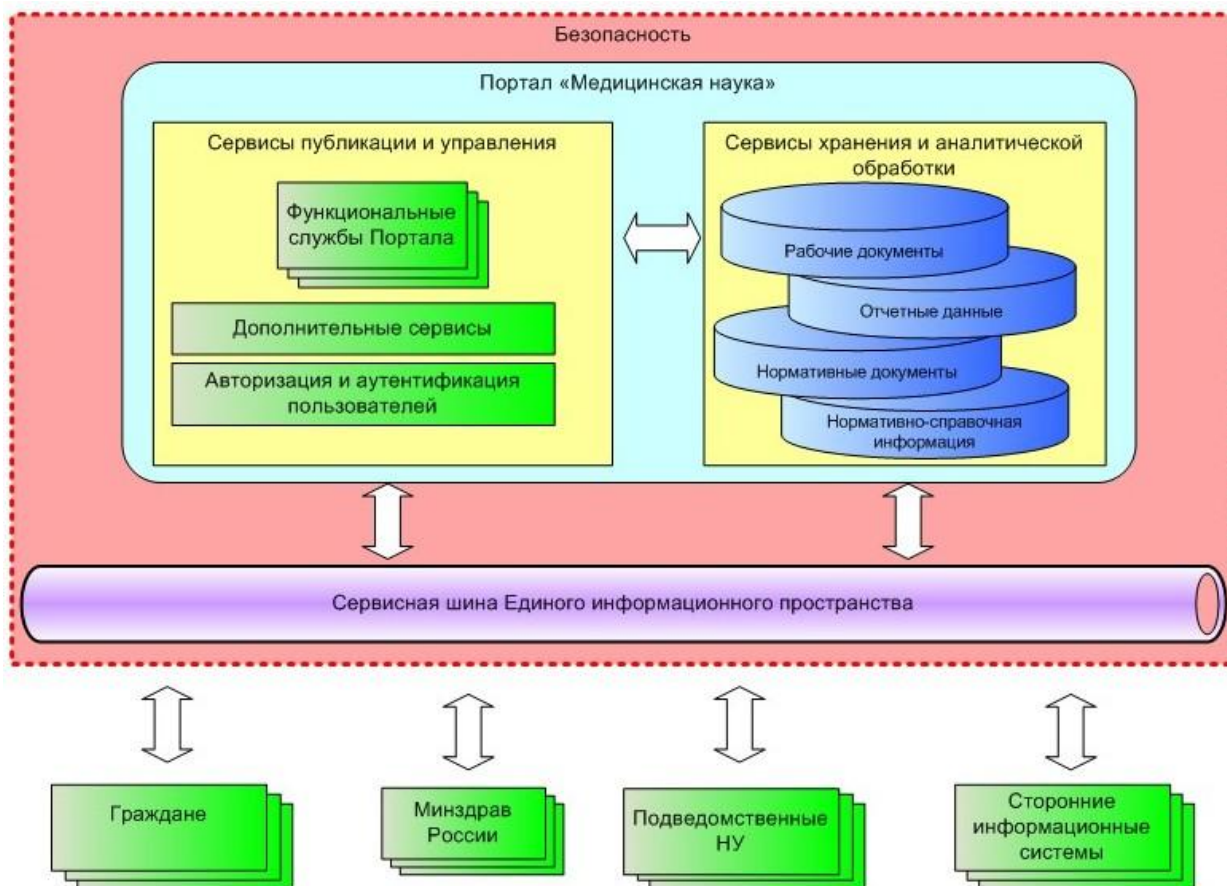 Безопасность
Портал «Медицинская наука»
Сервисы публикации и управления
Функциональные
службы Портала
Дополнительные сервисы
Авторизация и аутентификация
пользователей
Сервисы хранения и аналитической
обработки
Рабочие документы
Отчетные данные
Нормативные документы
Нормативно-справочная
информация
Сервисная шина Единого информационного пространства
Граждане
Минздрав
России
Подведомственные
НУ
Сторонние
информационные
системы